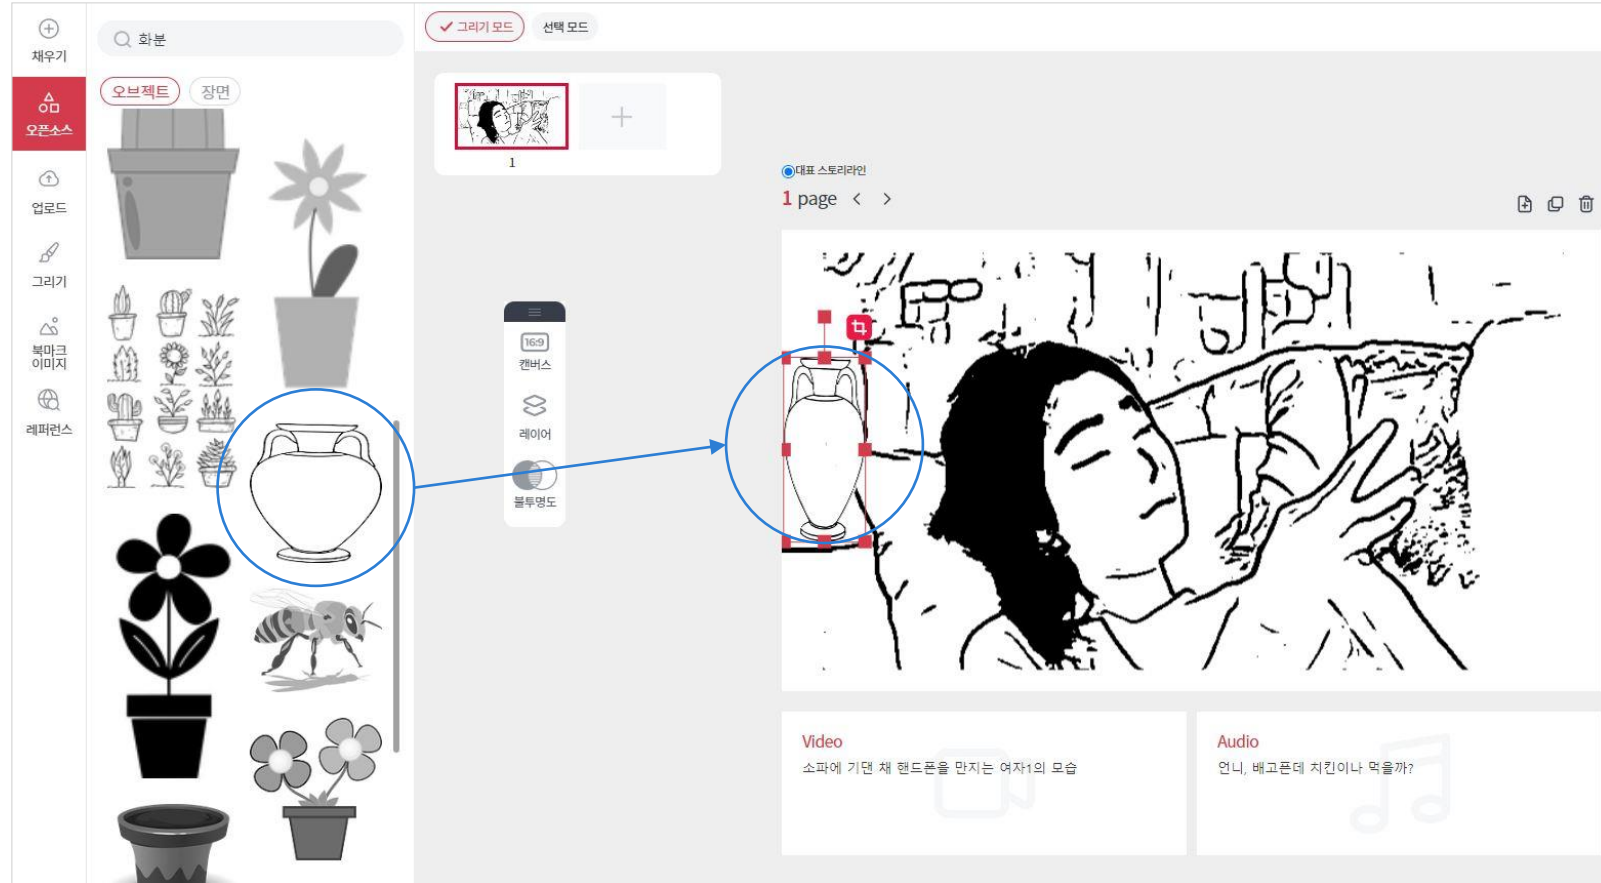 채우기
오픈소스
업로드
그리기
북마크
이미지
레퍼런스
화분
오브젝트
장면
그리기 모드
선택 모드
1
대표 스토리라인
1 page
16:9
캔버스
레이어
불투명도
Video
소파에 기댄 채 핸드폰을 만지는 여자1의 모습
Audio
언니, 배고픈데 치킨이나 먹을까?